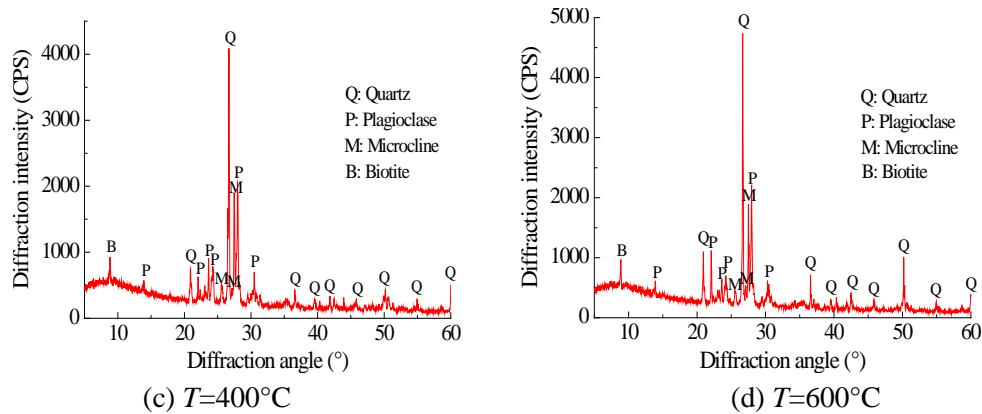 Diffraction intensity (CPS)
4000
3000
2000
1000
0
Q
Q: Quartz
P: Plagioclase
M: Microcline
B: Biotite
P
M
B
P
Q
P
P
P
M
M
P
Q
Q
Q
Q
Q
Q
Q
10
20
30
40
50
60
Diffraction angle (°)
(c) T=400°C
Diffraction intensity (CPS)
5000
4000
3000
2000
1000
0
Q
Q: Quartz
P: Plagioclase
M: Microcline
B: Biotite
P
M
B
P
Q
P
P
P
M
M
P
Q
Q
Q
Q
Q
Q
Q
10
20
30
40
50
60
Diffraction angle (°)
(d) T=600°C